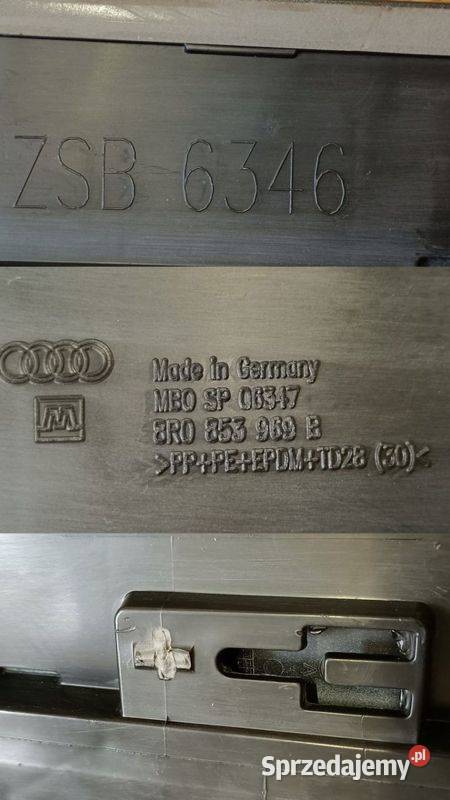 ZSB 6346
Made in Germany
MBO SP 06347
8R0 853 969 B
>PP+PE+EPDM+TD28 (30)<
Sprzedajemy.pl